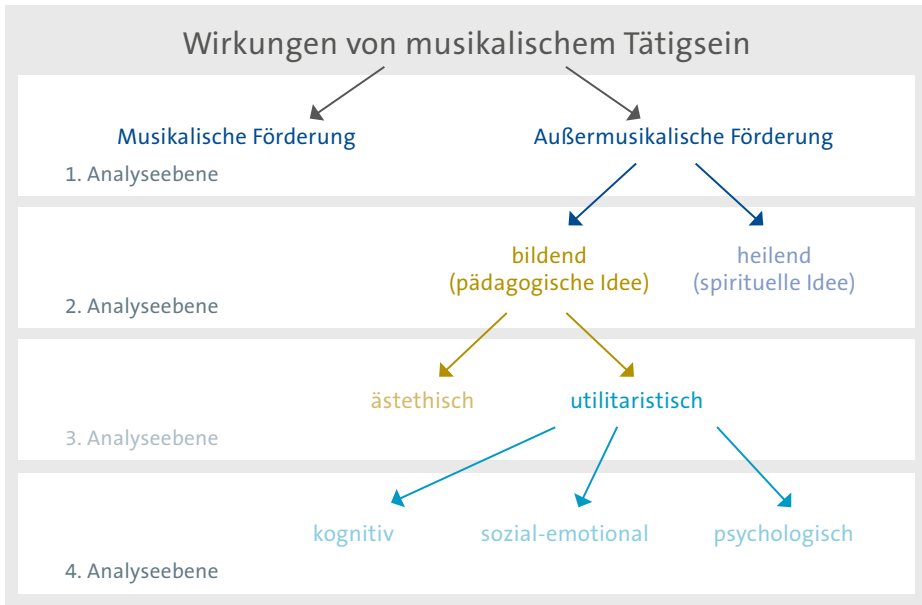 Wirkungen von musikalischem Tätigsein
Musikalische Förderung
Außermusikalische Förderung
1. Analyseebene
bildend
(pädagogische Idee)
heilend
(spirituelle Idee)
2. Analyseebene
ästethisch
utilitaristisch
3. Analyseebene
kognitiv
sozial-emotional
psychologisch
4. Analyseebene